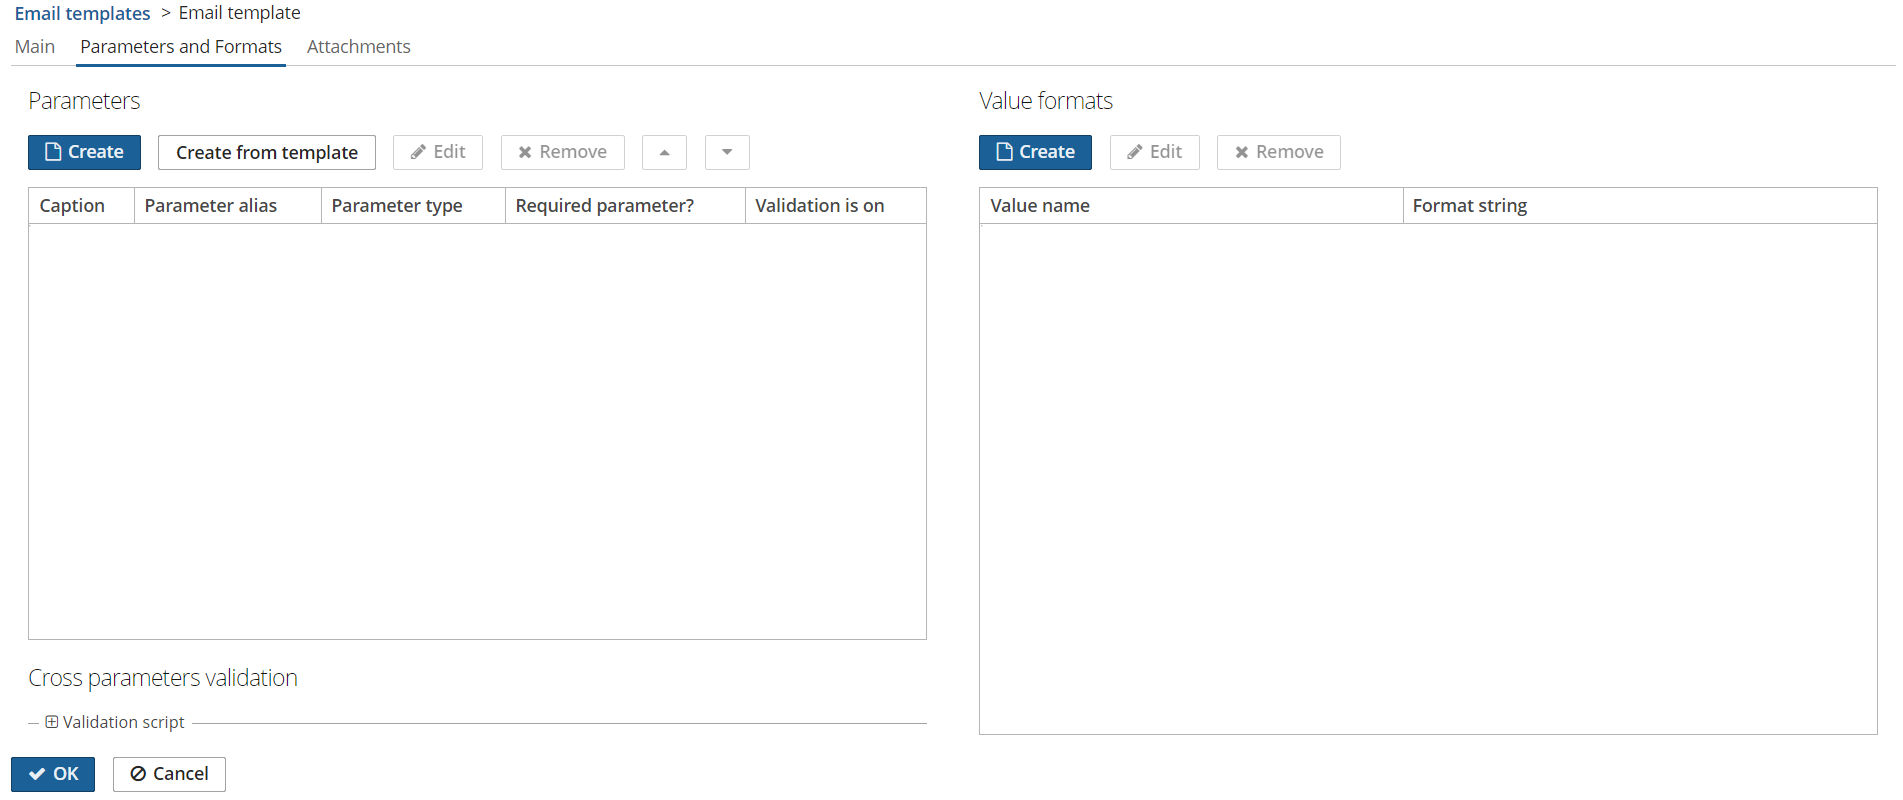 Email templates > Email template
Main Parameters and Formats Attachments
Parameters
Create Create from template Edit Remove
Caption Parameter alias Parameter type Required parameter? Validation is on
Cross parameters validation
Validation script
Value formats
Create Edit Remove
Value name Format string
OK Cancel